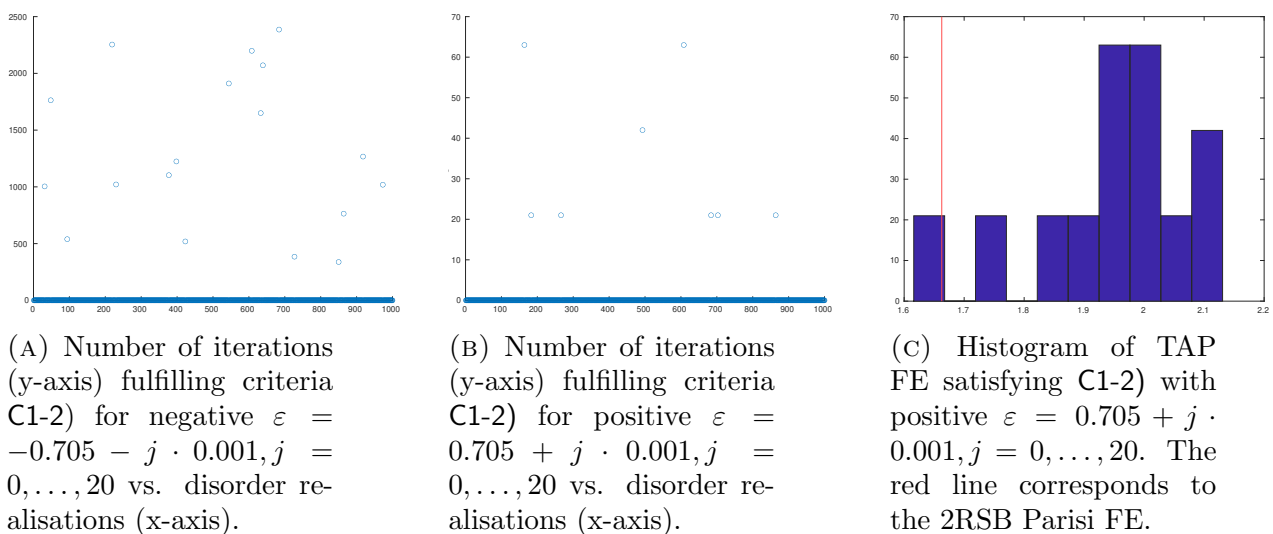 2500
2000
1500
1000
500
0
0 100 200 300 400 500 600 700 800 900 1000
70
60
50
40
30
20
10
0
0 100 200 300 400 500 600 700 800 900 1000
70
60
50
40
30
20
10
0
1.6 1.7 1.8 1.9 2 2.1 2.2
(A) Number of iterations
(y-axis) fulfilling criteria
C1-2) for negative ε =
−0.705 − j · 0.001, j =
0, . . . , 20 vs. disorder re-
alisations (x-axis).
(B) Number of iterations
(y-axis) fulfilling criteria
C1-2) for positive ε =
0.705 + j · 0.001, j =
0, . . . , 20 vs. disorder re-
alisations (x-axis).
(C) Histogram of TAP
FE satisfying C1-2) with
positive ε = 0.705 + j ·
0.001, j = 0, . . . , 20. The
red line corresponds to
the 2RSB Parisi FE.